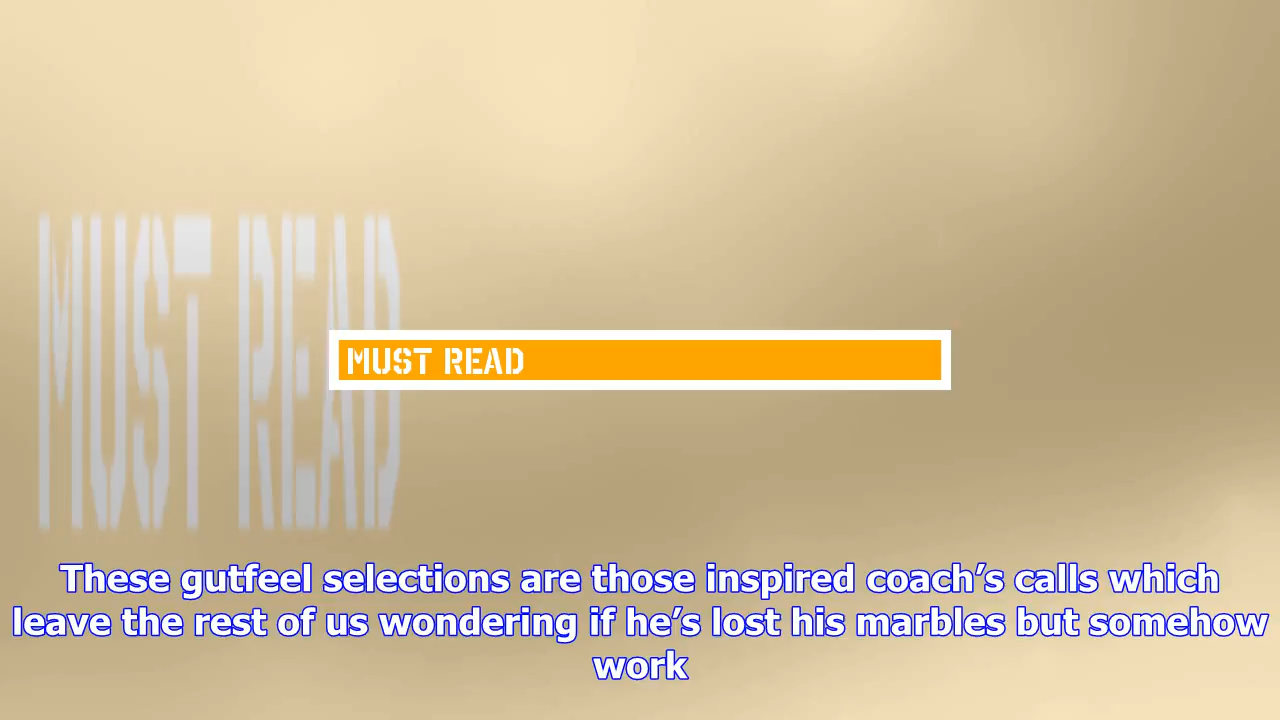 MUST READ
MUST READ
These gutfeel selections are those inspired coach’s calls which
leave the rest of us wondering if he’s lost his marbles but somehow
work